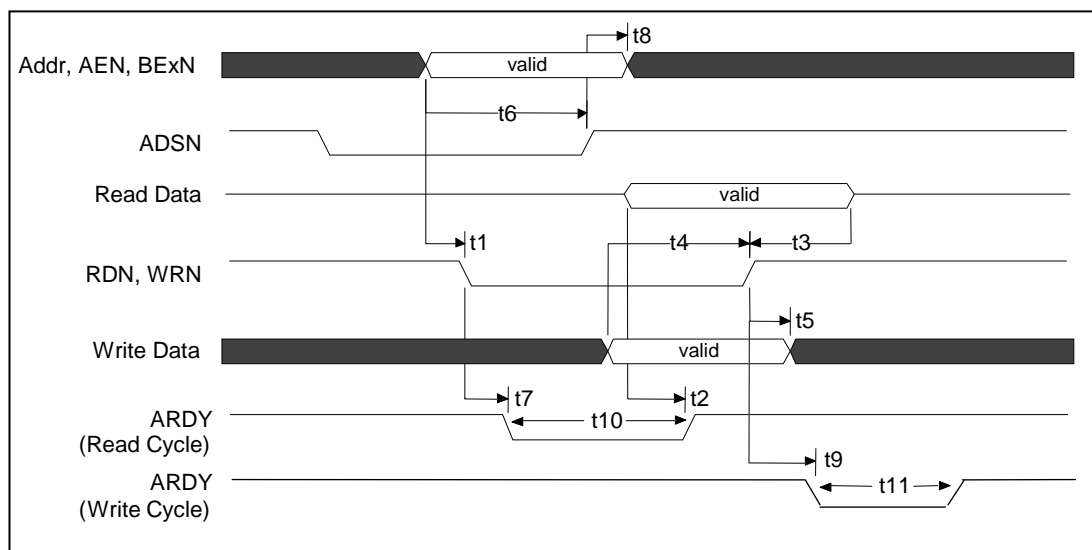 t8
Addr, AEN, BExN
valid
t6
ADSN
Read Data
valid
t1
t4
t3
RDN, WRN
t5
Write Data
valid
t7
t2
ARDY
(Read Cycle)
t10
t9
ARDY
(Write Cycle)
t11